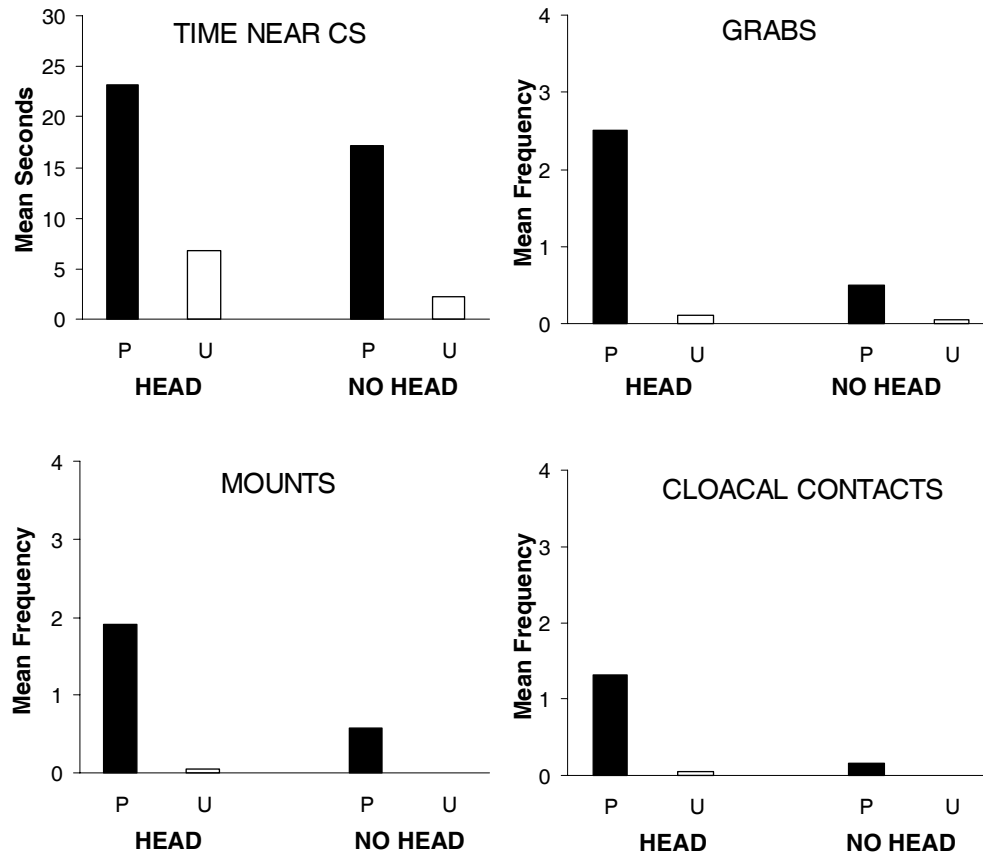 TIME NEAR CS
Mean Seconds
30
25
20
15
10
5
0
P U P U
HEAD NO HEAD
GRABS
Mean Frequency
4
3
2
1
0
P U P U
HEAD NO HEAD
MOUNTS
Mean Frequency
4
3
2
1
0
P U P U
HEAD NO HEAD
CLOACAL CONTACTS
Mean Frequency
4
3
2
1
0
P U P U
HEAD NO HEAD